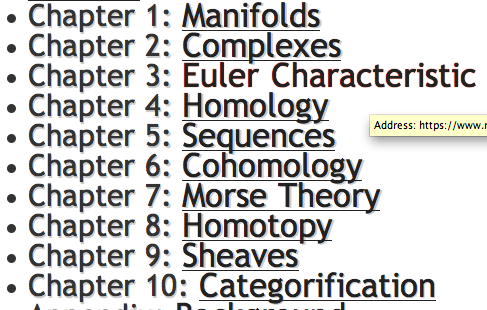 Chapter 1: Manifolds
Chapter 2: Complexes
Chapter 3: Euler Characteristic
Chapter 4: Homology
Address: https://www.
Chapter 5: Sequences
Chapter 6: Cohomology
Chapter 7: Morse Theory
Chapter 8: Homotopy
Chapter 9: Sheaves
Chapter 10: Categorification
Appendix: Background